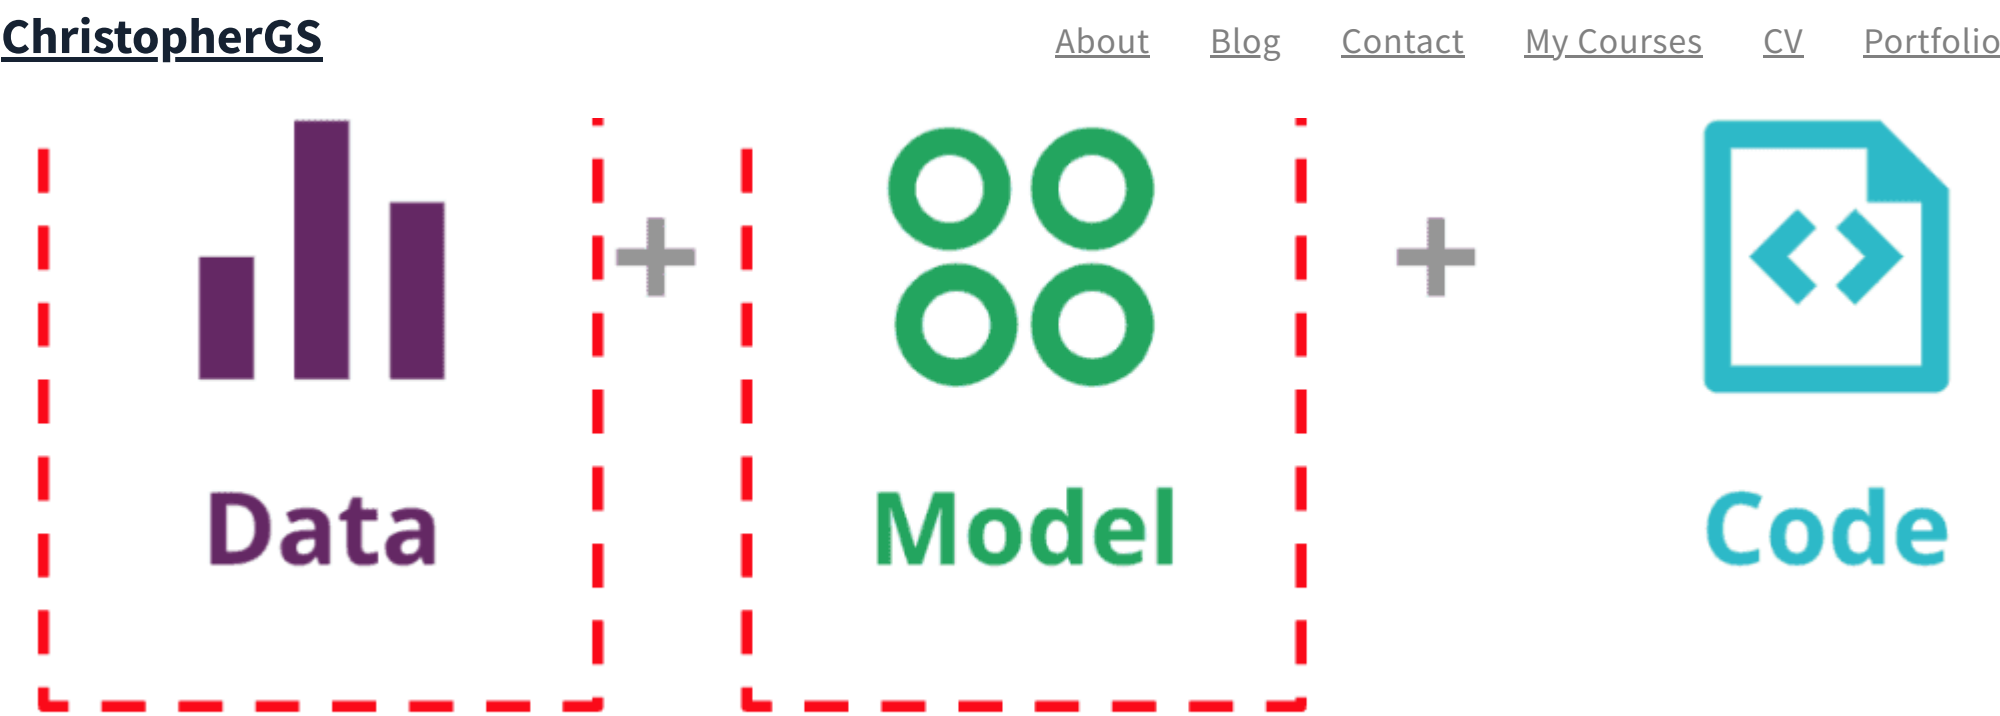 ChristopherGS About Blog Contact My Courses CV Portfolio
Data + Model + Code